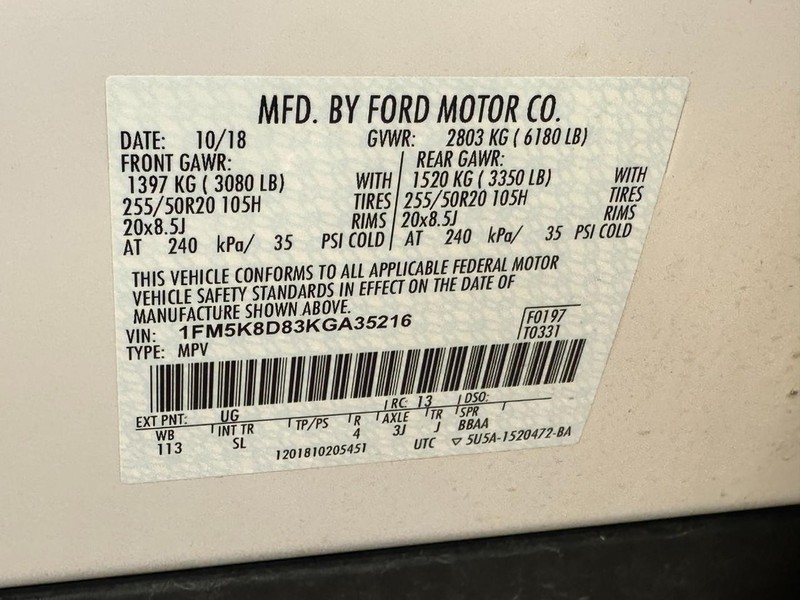 MFD. BY FORD MOTOR CO.
DATE: 10/18 GVWR: 2803 KG ( 6180 LB)
FRONT GAWR: REAR GAWR:
1397 KG ( 3080 LB) WITH 1520 KG ( 3350 LB) WITH
255/50R20 105H TIRES 255/50R20 105H TIRES
20x8.5J RIMS 20x8.5J RIMS
AT 240 kPa/ 35 PSI COLD AT 240 kPa/ 35 PSI COLD
THIS VEHICLE CONFORMS TO ALL APPLICABLE FEDERAL MOTOR
VEHICLE SAFETY STANDARDS IN EFFECT ON THE DATE OF
MANUFACTURE SHOWN ABOVE.
VIN: 1FM5K8D83KGA35216 F0197
TYPE: MPV T0331
EXT PNT: UG RC: 13 DSO:
WB INT TR TP/PS R AXLE TR SPR
113 SL 4 3J J BBAA
1201810205451 UTC ▽ 5U5A-1520472-BA